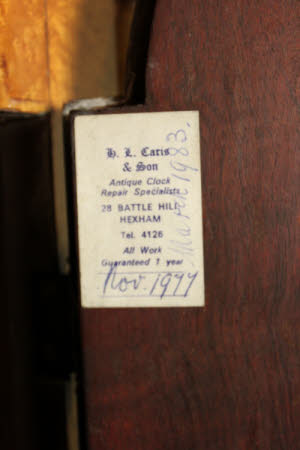 H. L. Caris
& Son
Antique Clock
Repair Specialists
28 BATTLE HILL
HEXHAM
Tel. 4126
All Work
Guaranteed 1 year
Nov. 1977
March 1983.